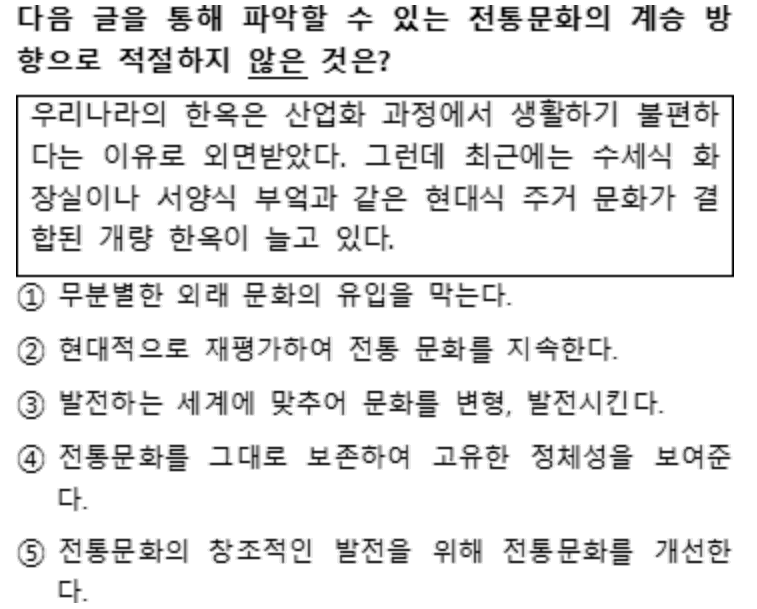 다음 글을 통해 파악할 수 있는 전통문화의 계승 방
향으로 적절하지 않은 것은?
우리나라의 한옥은 산업화 과정에서 생활하기 불편하
다는 이유로 외면받았다. 그런데 최근에는 수세식 화
장실이나 서양식 부엌과 같은 현대식 주거 문화가 결
합된 개량 한옥이 늘고 있다.
① 무분별한 외래 문화의 유입을 막는다.
② 현대적으로 재평가하여 전통 문화를 지속한다.
③ 발전하는 세계에 맞추어 문화를 변형, 발전시킨다.
④ 전통문화를 그대로 보존하여 고유한 정체성을 보여준
다.
⑤ 전통문화의 창조적인 발전을 위해 전통문화를 개선한
다.